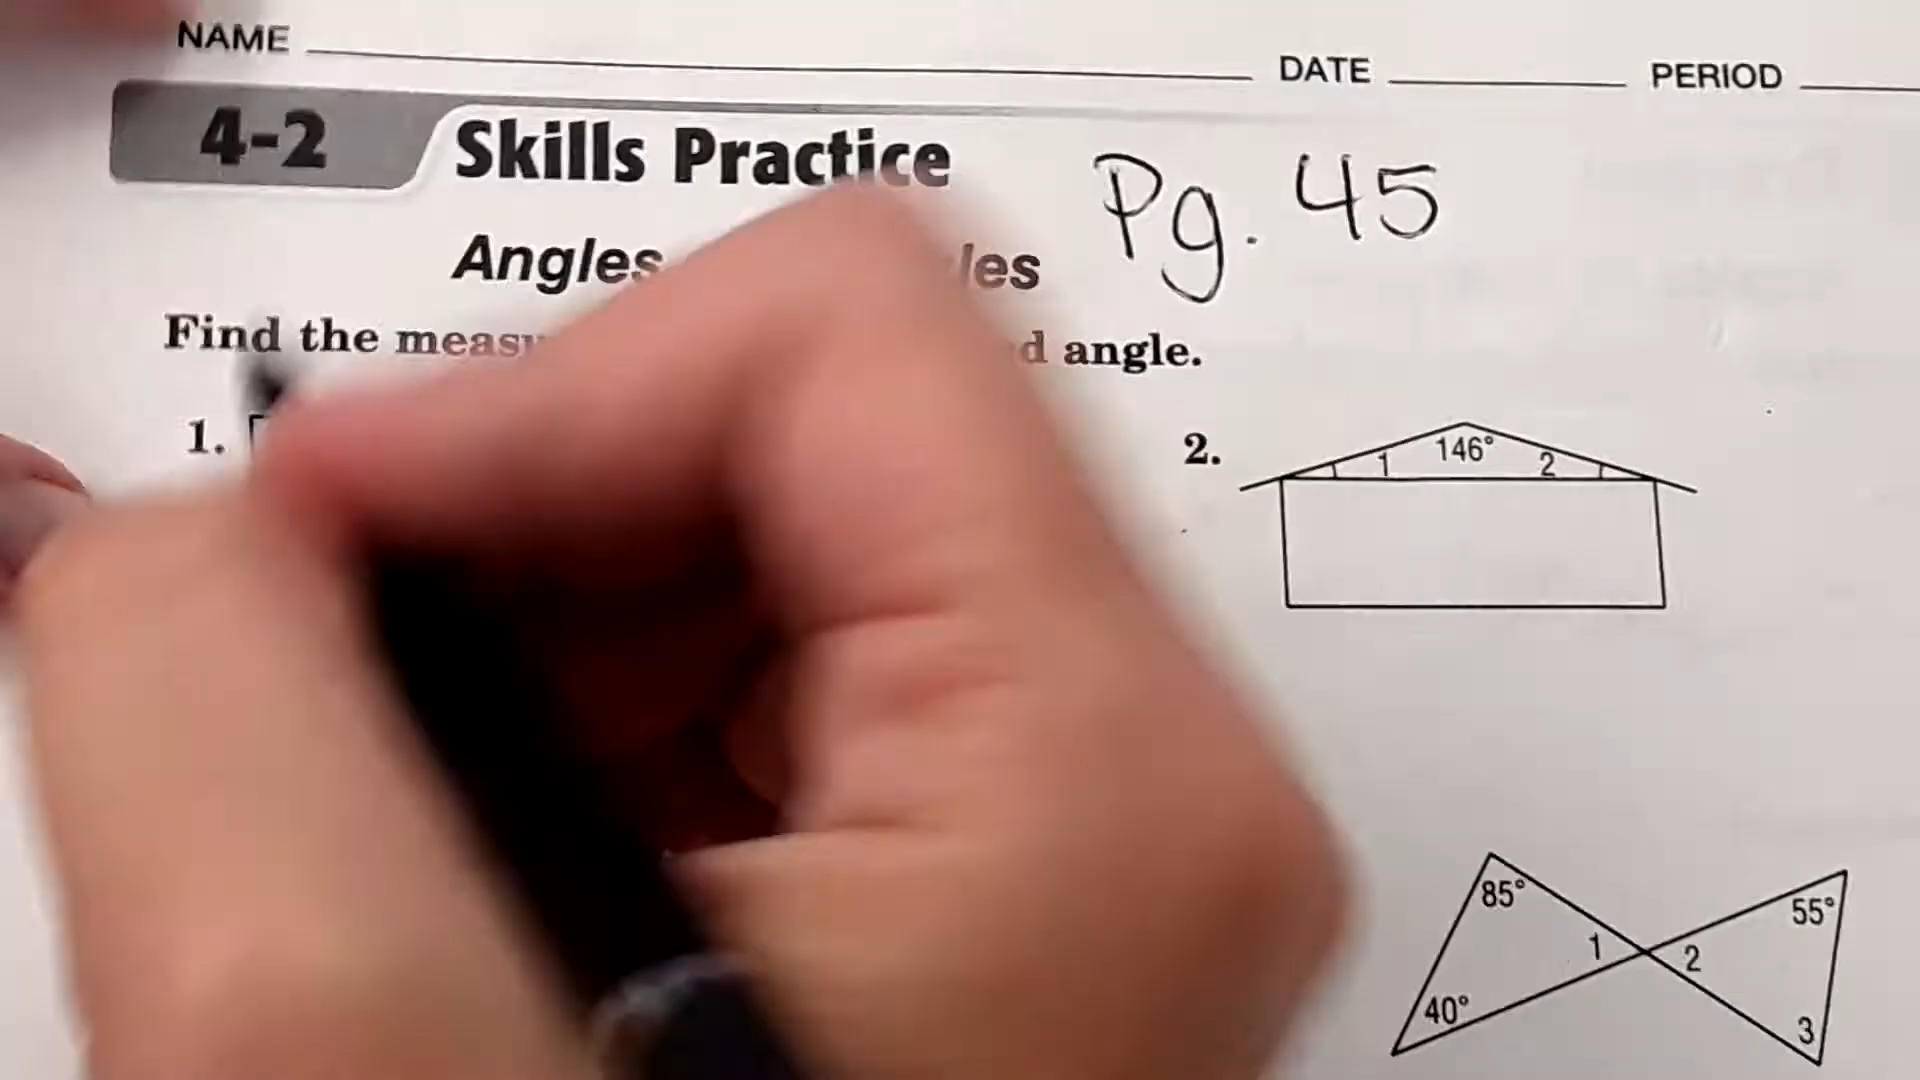 NAME DATE PERIOD
4-2 Skills Practice Pg. 45
Angles
Find the angle.
1. 2.
146°
1 2
85° 55°
1 2
40° 3